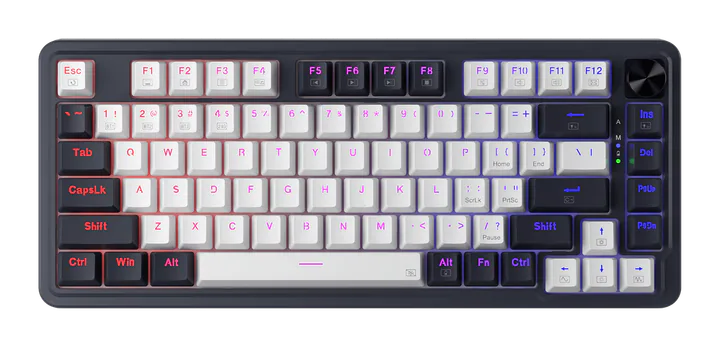 Esc F1 F2 F3 F4 F5 F6 F7 F8 F9 F10 F11 F12
~ 1 ! 2 @ 3 # 4 $ 5 % 6 ^ 7 & 8 * 9 ( 0 ) - _ = + ← Ins
A
M
Tab Q W E R T Y U I O P [ { ] } \ | Del
Home End
CapsLk A S D F G H J K L ; : ' " PgUp
ScrLk PrtSc
Shift Z X C V B N M , < . > / ? Shift ↑ PgDn
Pause
Ctrl Win Alt Alt Fn Ctrl ← ↓ →